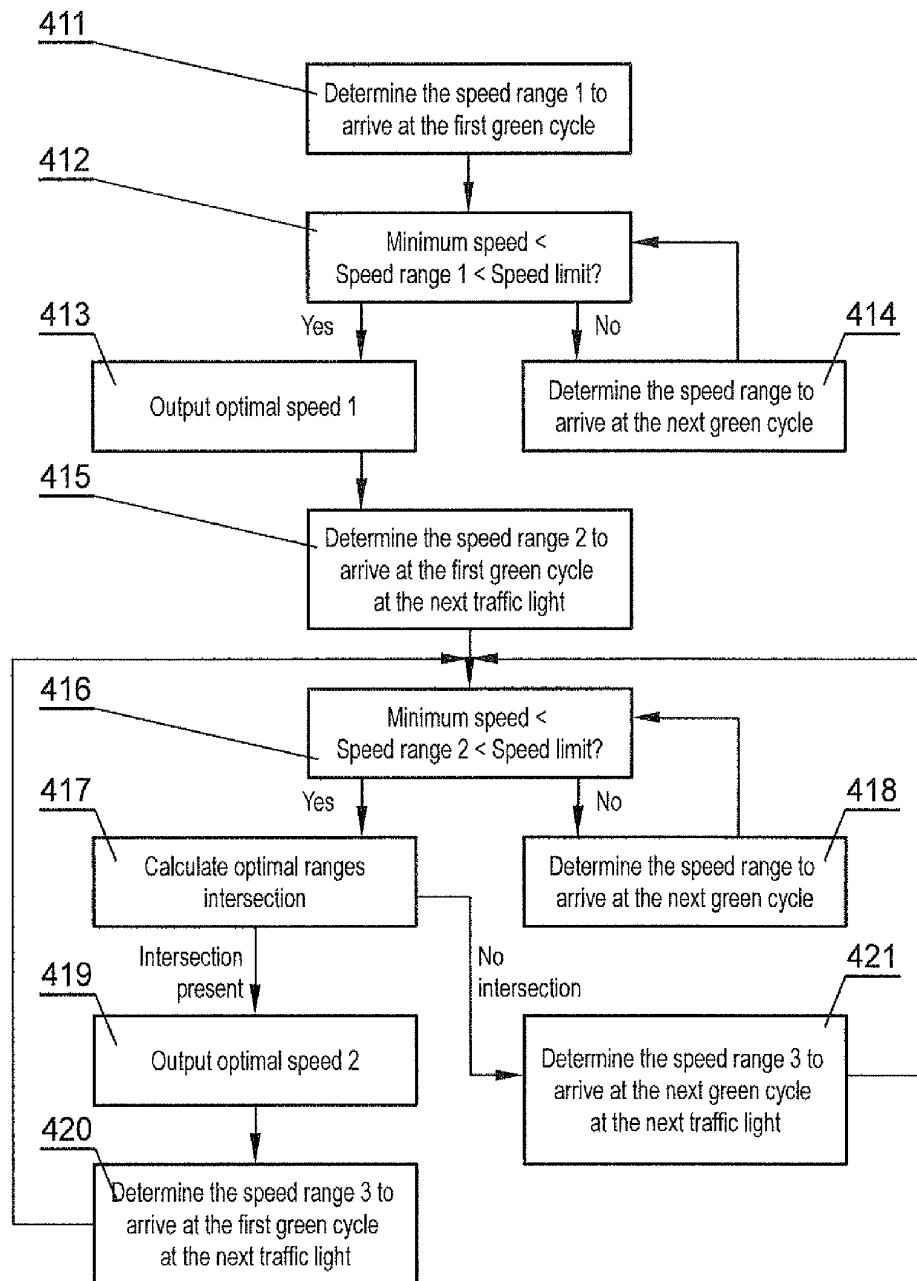 411
Determine the speed range 1 to
arrive at the first green cycle
412
Minimum speed <
Speed range 1 < Speed limit?
413
Yes
No
414
Output optimal speed 1
Determine the speed range to
arrive at the next green cycle
415
Determine the speed range 2 to
arrive at the first green cycle
at the next traffic light
416
Minimum speed <
Speed range 2 < Speed limit?
417
Yes
No
418
Calculate optimal ranges
intersection
Determine the speed range to
arrive at the next green cycle
Intersection
present
No
intersection
419
421
Output optimal speed 2
Determine the speed range 3 to
arrive at the next green cycle
at the next traffic light
420
Determine the speed range 3 to
arrive at the first green cycle
at the next traffic light